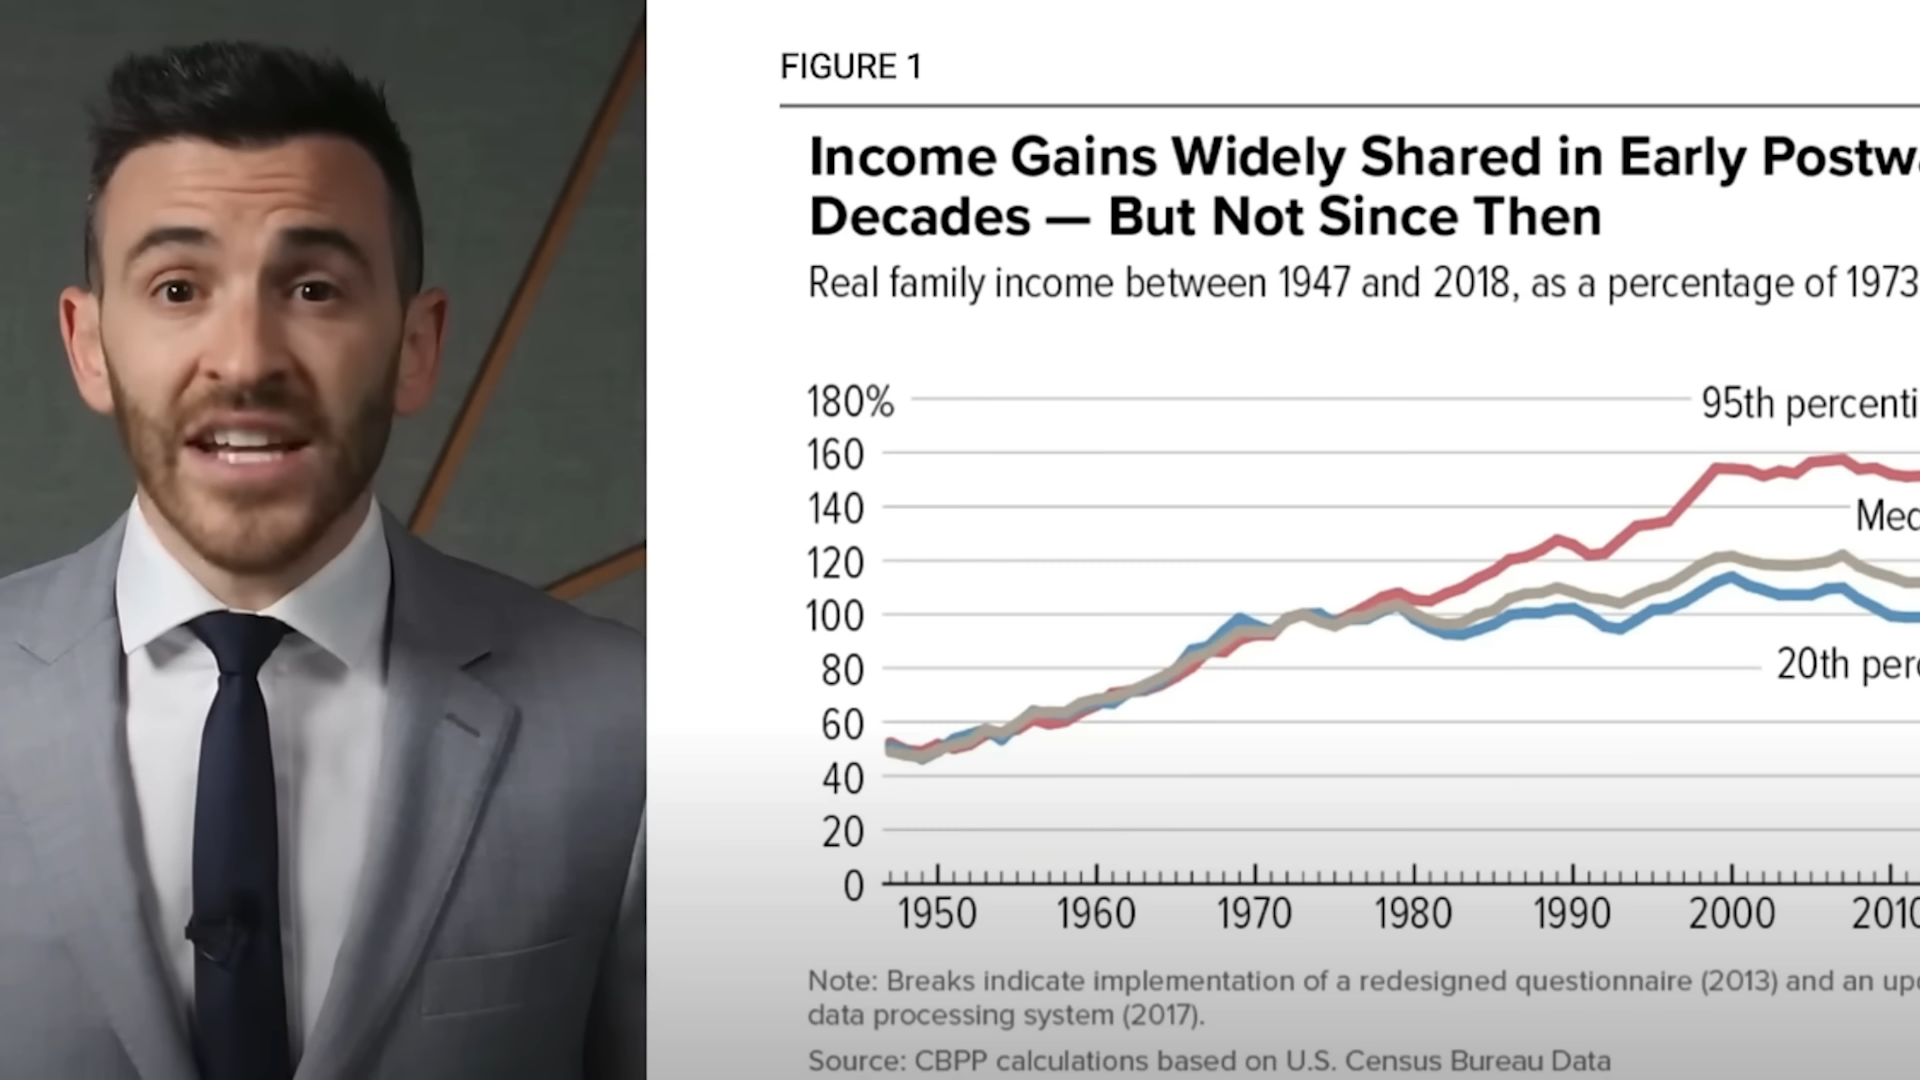 FIGURE 1
Income Gains Widely Shared in Early Postw
Decades — But Not Since Then
Real family income between 1947 and 2018, as a percentage of 1973
180%
95th percenti
160
140
Med
120
100
80
20th perc
60
40
20
0
1950 1960 1970 1980 1990 2000 2010
Note: Breaks indicate implementation of a redesigned questionnaire (2013) and an up
data processing system (2017).
Source: CBPP calculations based on U.S. Census Bureau Data